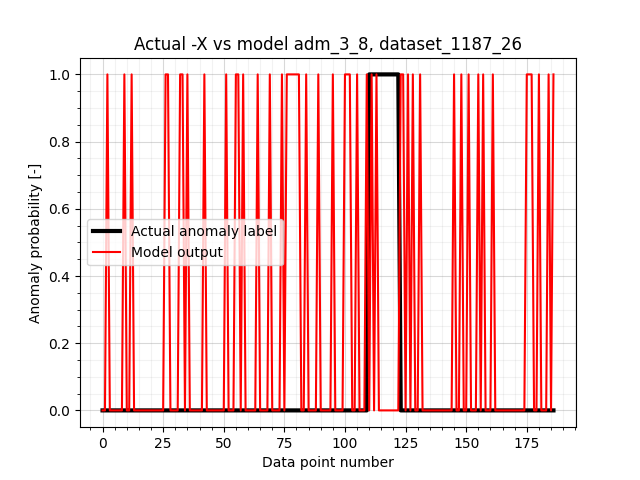 Actual -X vs model adm_3_8, dataset_1187_26
1.0
0.8
0.6
0.4
0.2
0.0
Anomaly probability [-]
Actual anomaly label
Model output
0 25 50 75 100 125 150 175
Data point number